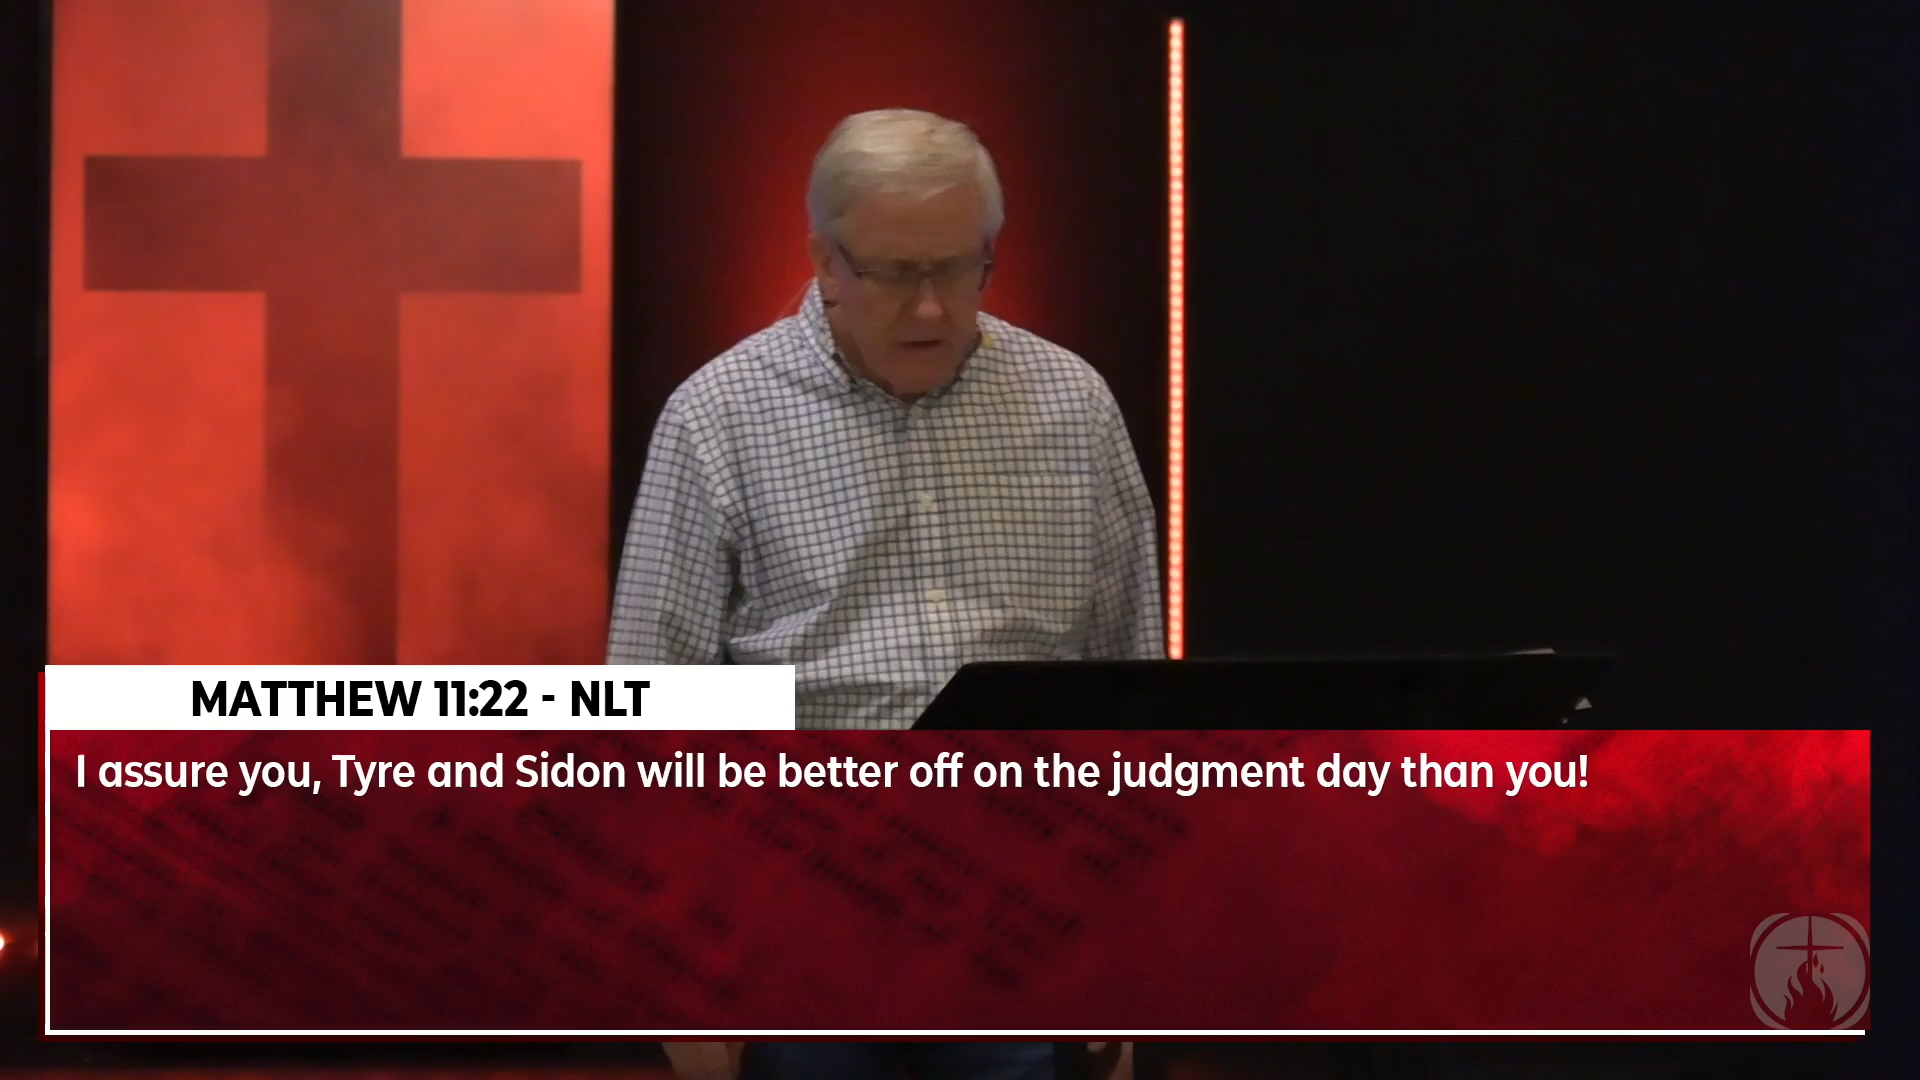 MATTHEW 11:22 - NLT
I assure you, Tyre and Sidon will be better off on the judgment day than you!